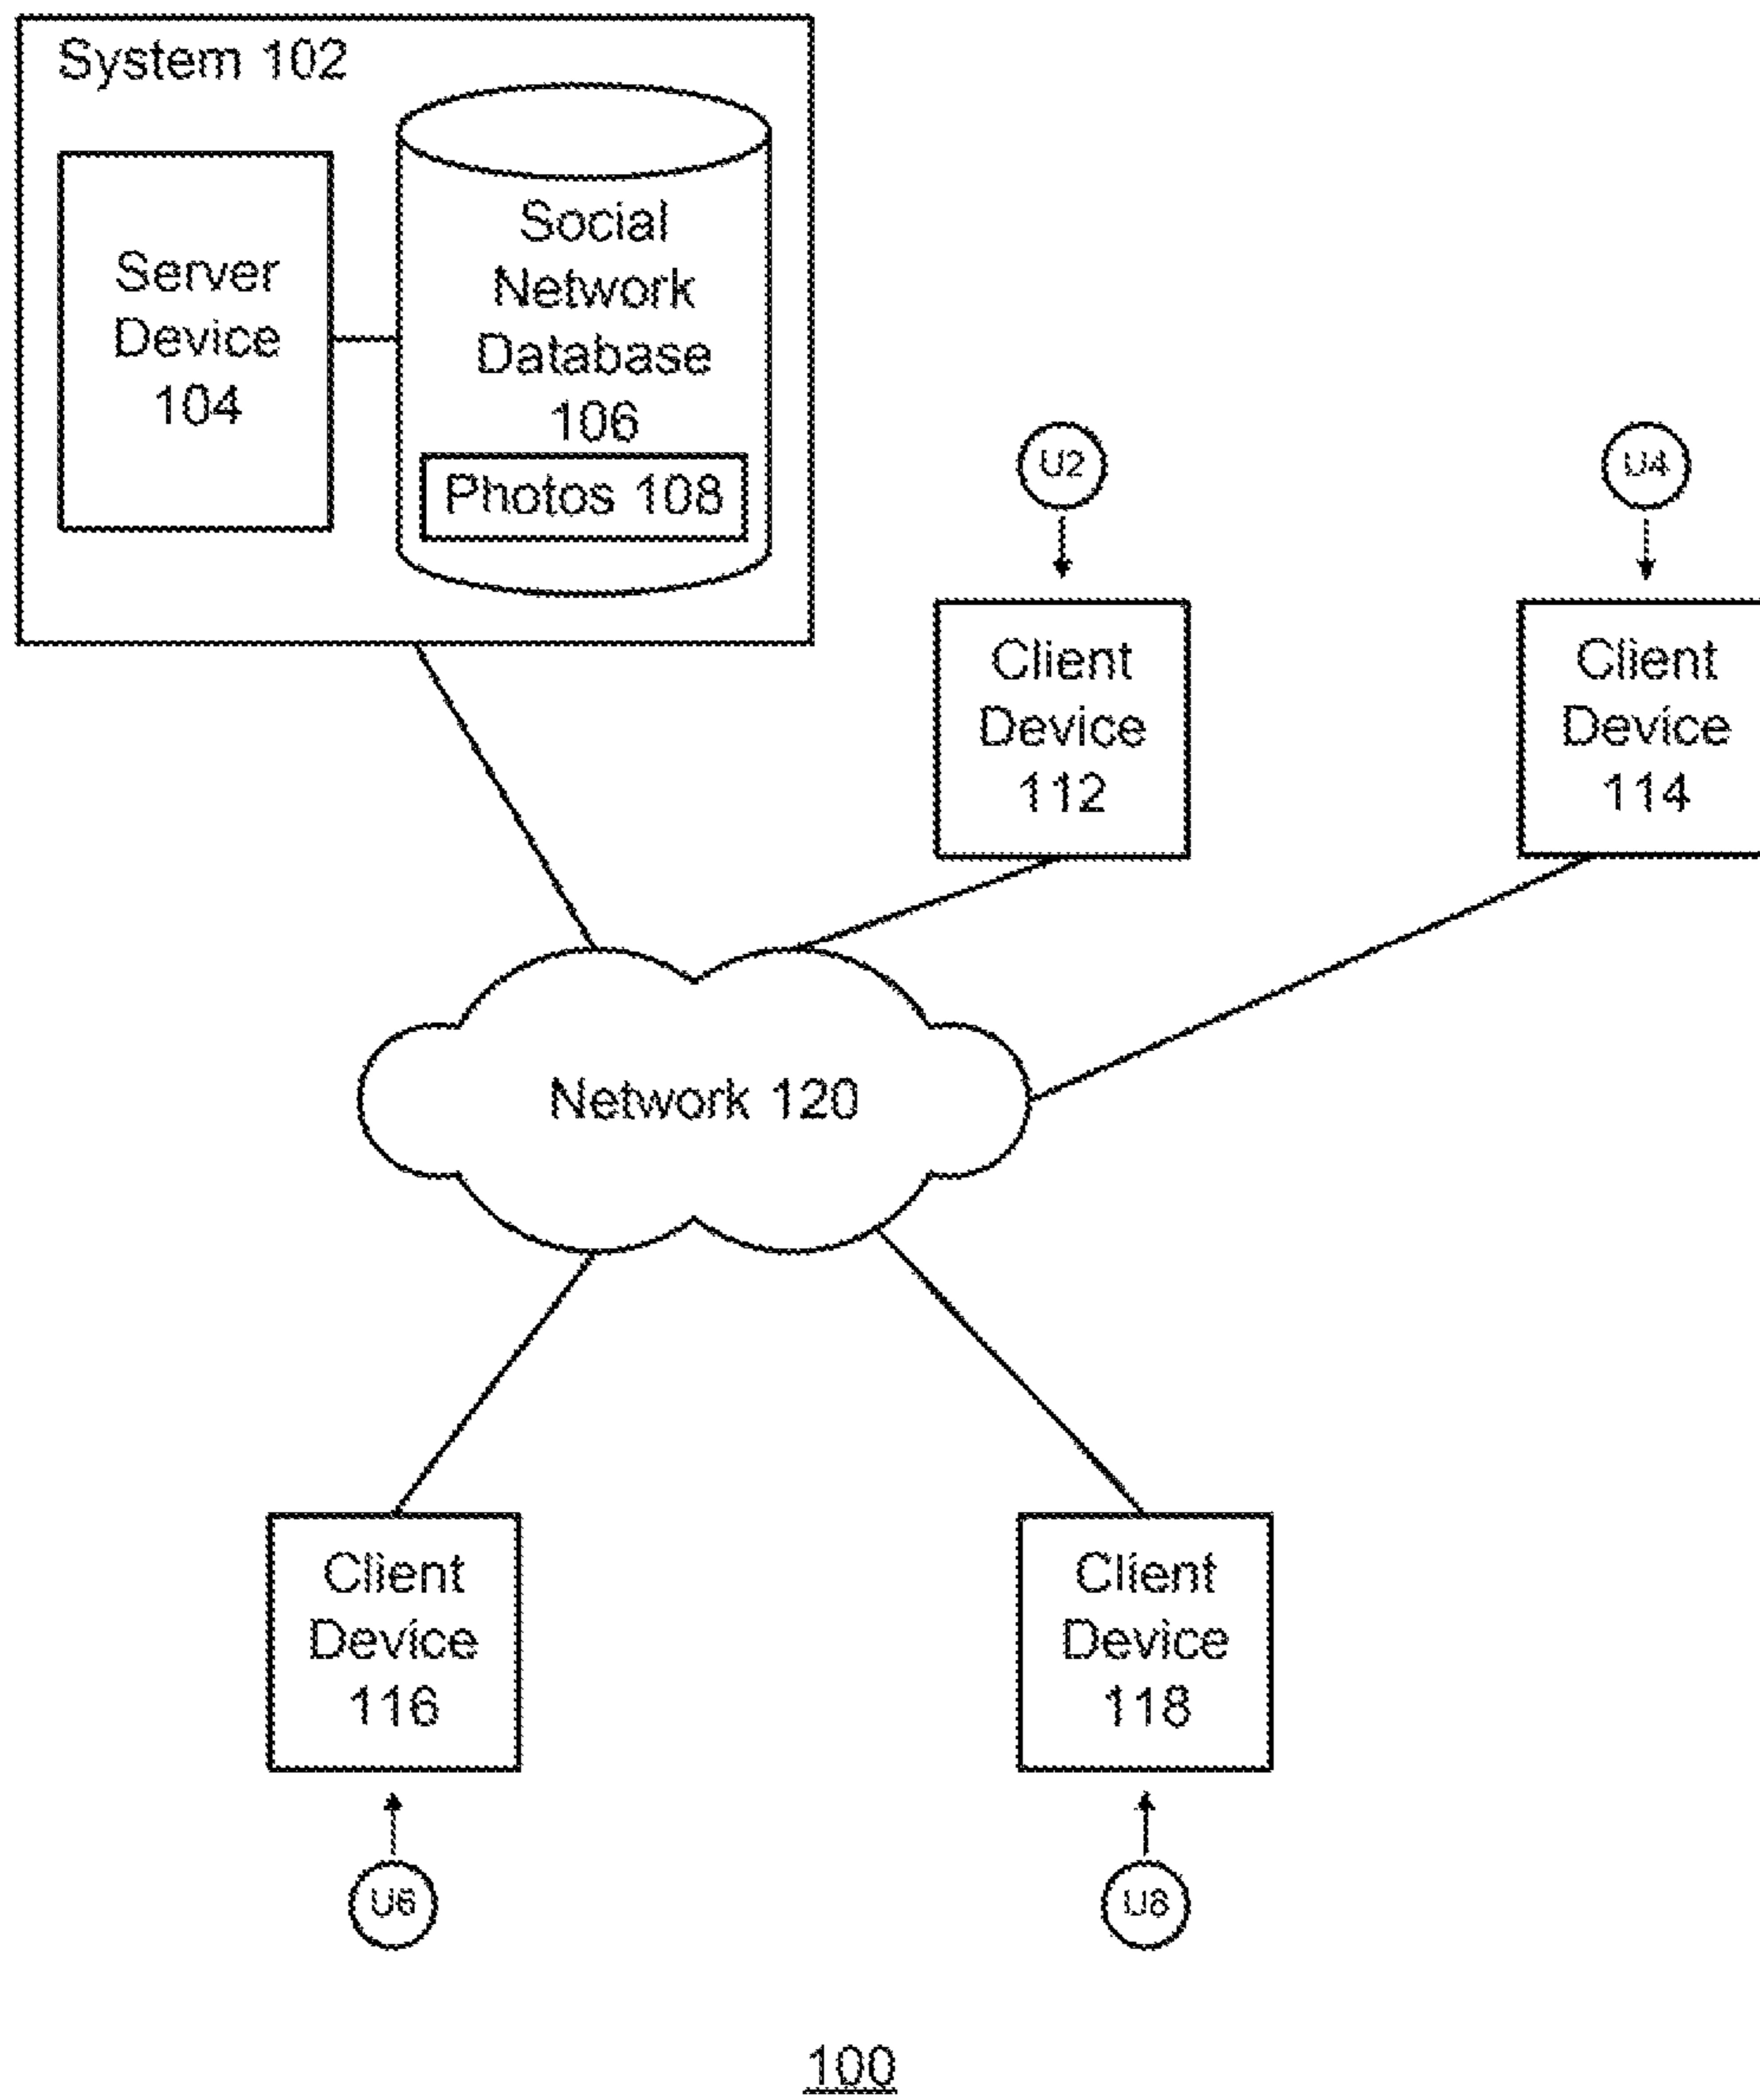 System 102
Server
Device
104
Social
Network
Database
106
Photos 108
U2
U4
Client
Device
112
Client
Device
114
Network 120
Client
Device
116
Client
Device
118
U6
U8
100